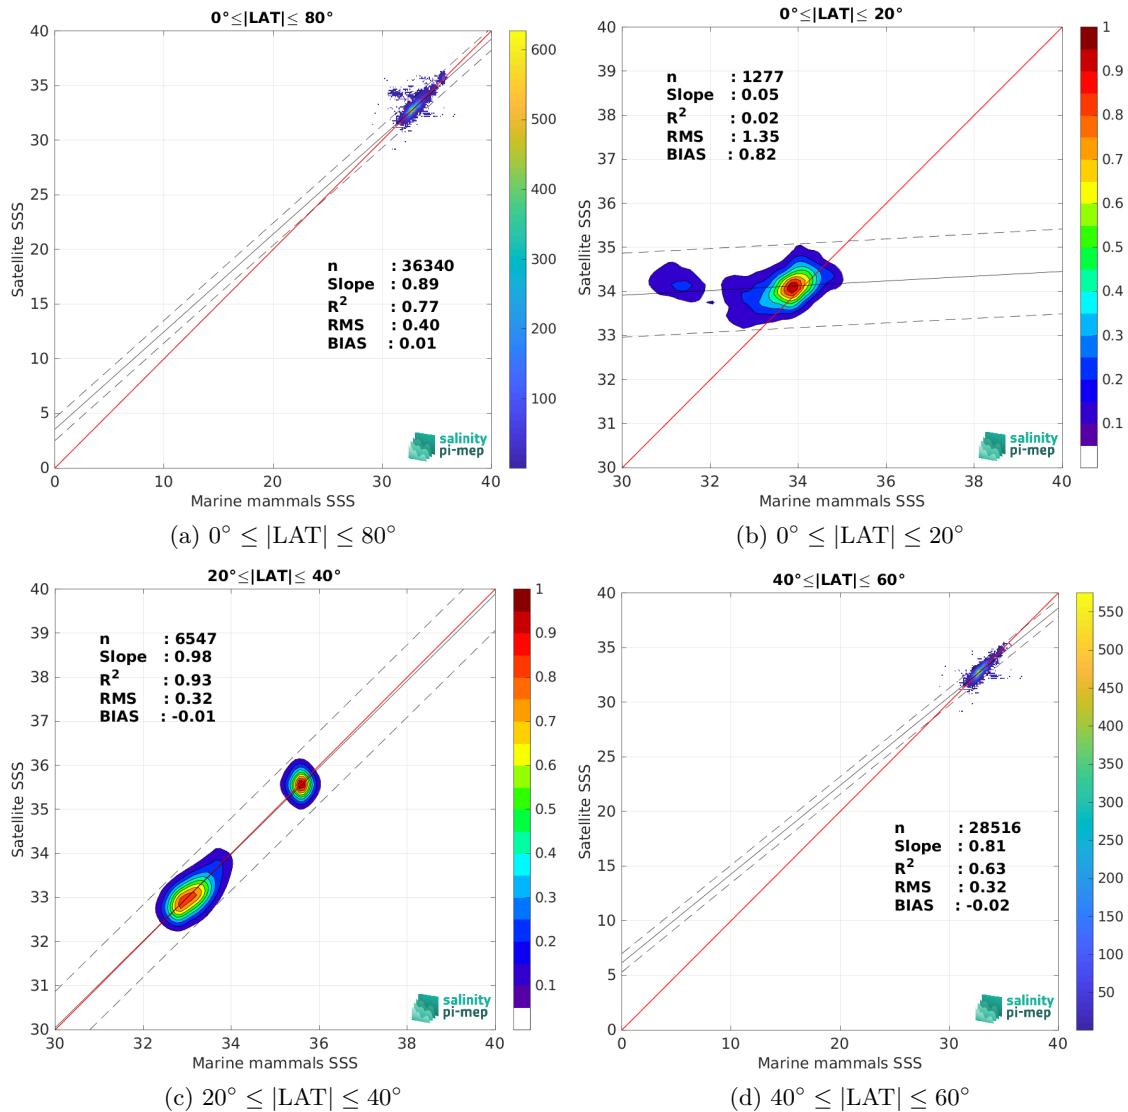 0°≤|LAT|≤ 80°
40
35
30
25
20
15
10
5
0
Satellite SSS
0
10
20
30
40
Marine mammals SSS
n : 36340
Slope : 0.89
R2 : 0.77
RMS : 0.40
BIAS : 0.01
600
500
400
300
200
100
salinity
pi-mep
(a) 0° ≤ |LAT| ≤ 80°
0°≤|LAT|≤ 20°
40
39
38
37
36
35
34
33
32
31
30
Satellite SSS
30
32
34
36
38
40
Marine mammals SSS
n : 1277
Slope : 0.05
R2 : 0.02
RMS : 1.35
BIAS : 0.82
1
0.9
0.8
0.7
0.6
0.5
0.4
0.3
0.2
0.1
salinity
pi-mep
(b) 0° ≤ |LAT| ≤ 20°
20°≤|LAT|≤ 40°
40
39
38
37
36
35
34
33
32
31
30
Satellite SSS
30
32
34
36
38
40
Marine mammals SSS
n : 6547
Slope : 0.98
R2 : 0.93
RMS : 0.32
BIAS : -0.01
1
0.9
0.8
0.7
0.6
0.5
0.4
0.3
0.2
0.1
salinity
pi-mep
(c) 20° ≤ |LAT| ≤ 40°
40°≤|LAT|≤ 60°
40
35
30
25
20
15
10
5
0
Satellite SSS
0
10
20
30
40
Marine mammals SSS
n : 28516
Slope : 0.81
R2 : 0.63
RMS : 0.32
BIAS : -0.02
550
500
450
400
350
300
250
200
150
100
50
salinity
pi-mep
(d) 40° ≤ |LAT| ≤ 60°